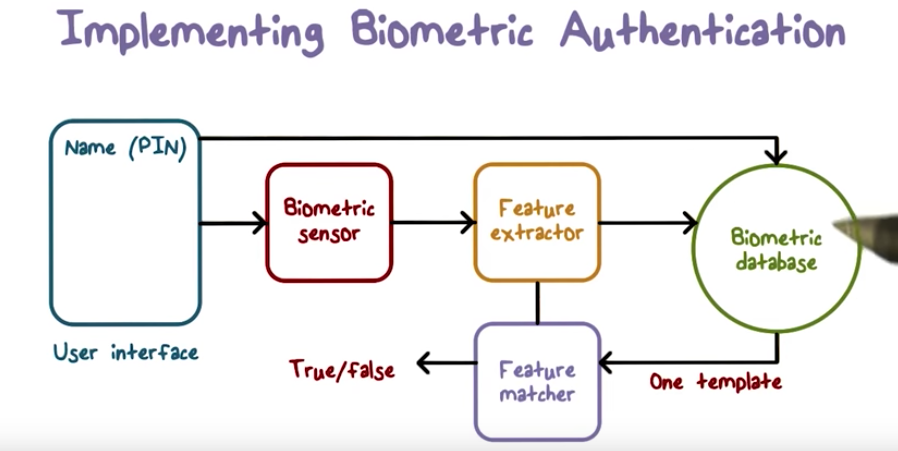 Implementing Biometric Authentication
Name (PIN)
Biometric
sensor
Feature
extractor
Biometric
database
User interface
True/false
Feature
matcher
One template